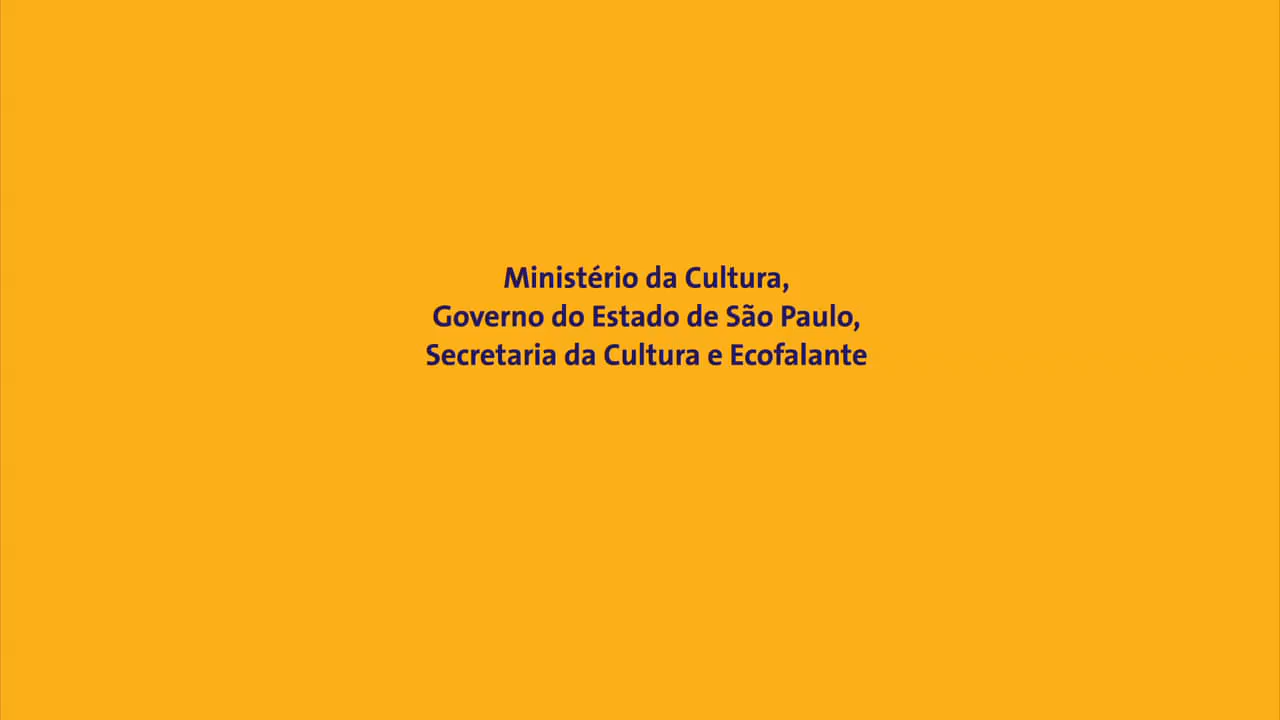 Ministério da Cultura,
Governo do Estado de São Paulo,
Secretaria da Cultura e Ecofalante